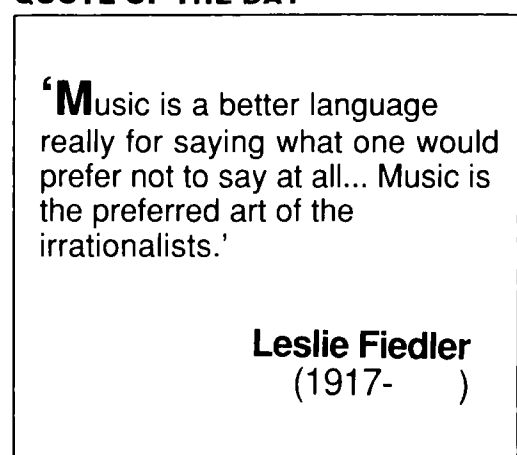 QUOTE OF THE DAY
'Music is a better language
really for saying what one would
prefer not to say at all... Music is
the preferred art of the
irrationalists.'
Leslie Fiedler
(1917-      )